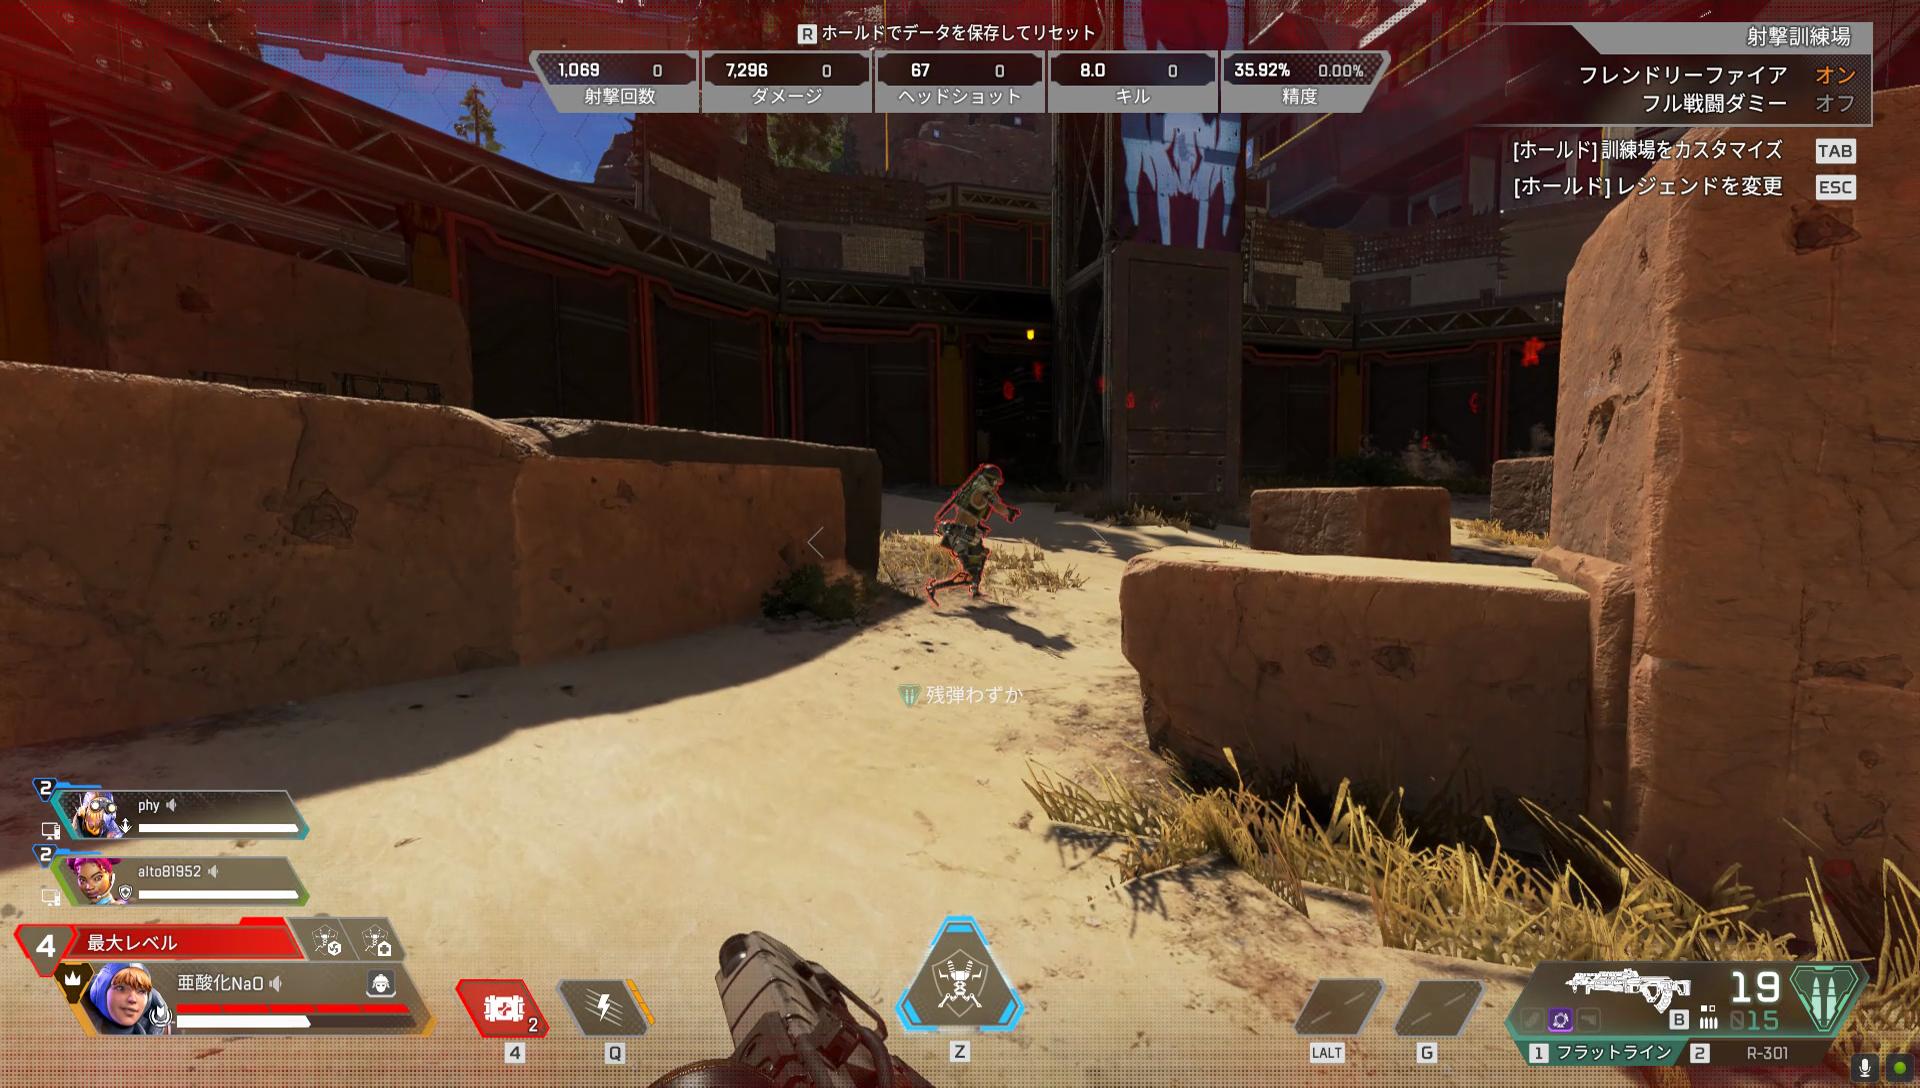 R ホールドでデータを保存してリセット
1,069 0
射撃回数
7,296 0
ダメージ
67 0
ヘッドショット
8.0 0
キル
35.92% 0.00%
精度
射撃訓練場
フレンドリーファイア オン
フル戦闘ダミー オフ
[ホールド]訓練場をカスタマイズ TAB
[ホールド]レジェンドを変更 ESC
残弾わずか
2
phy
2
alto81952
4 最大レベル
亜酸化NaO
2
4
Q
Z
LALT
G
19
B 015
1 フラットライン 2 R-301